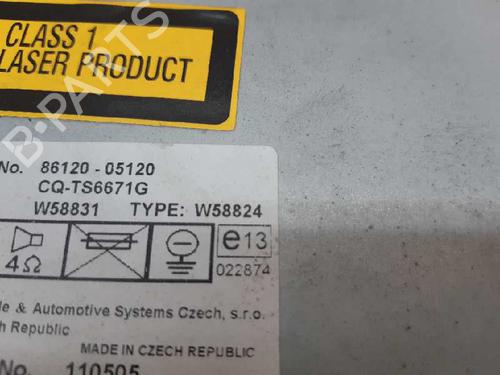 CLASS 1
LASER PRODUCT
B-PARTS
No. 86120 - 05120
CQ-TS6671G
W58831 TYPE: W58824
4Ω
e13
022874
& Automotive Systems Czech, s.r.o.
Republic
MADE IN CZECH REPUBLIC
No. 110505